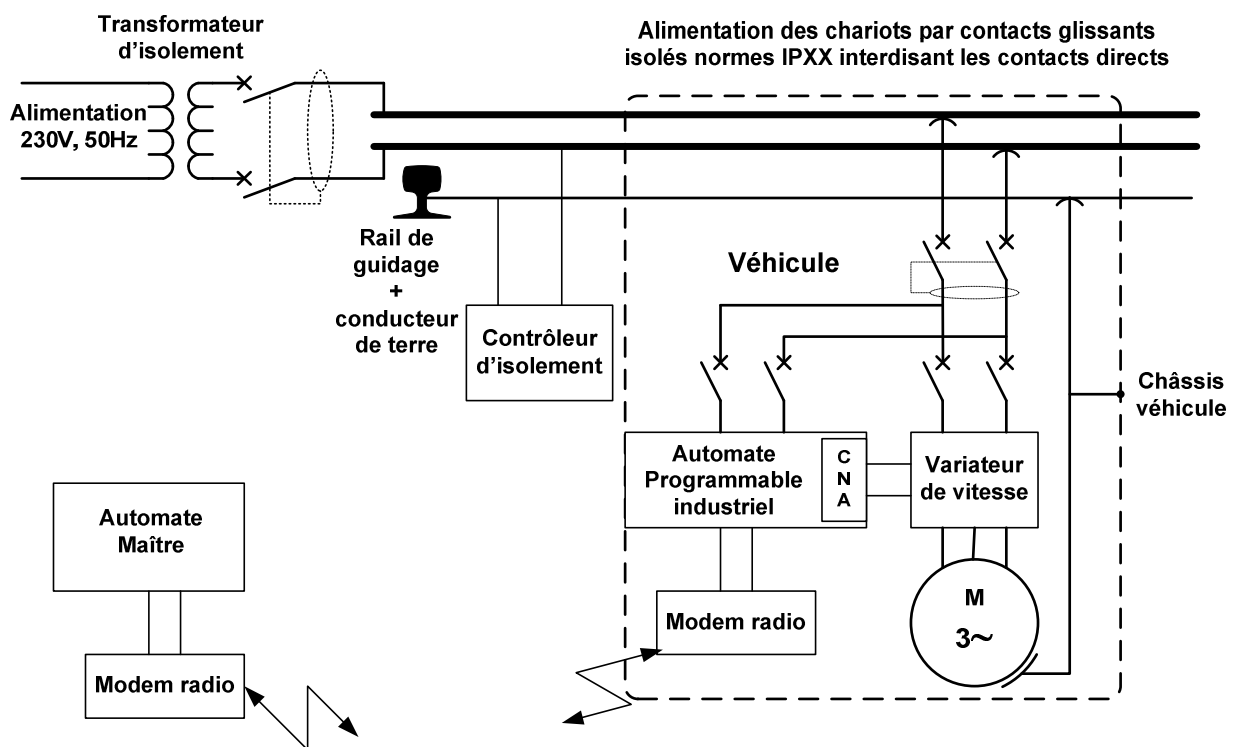 Transformateur
d’isolement
Alimentation des chariots par contacts glissants
isolés normes IPXX interdisant les contacts directs
Alimentation
230V, 50Hz
Rail de
guidage
+
conducteur
de terre
Contrôleur
d’isolement
Véhicule
Châssis
véhicule
Automate
Programmable
industriel
C
N
A
Variateur
de vitesse
Automate
Maître
M
3~
Modem radio
Modem radio